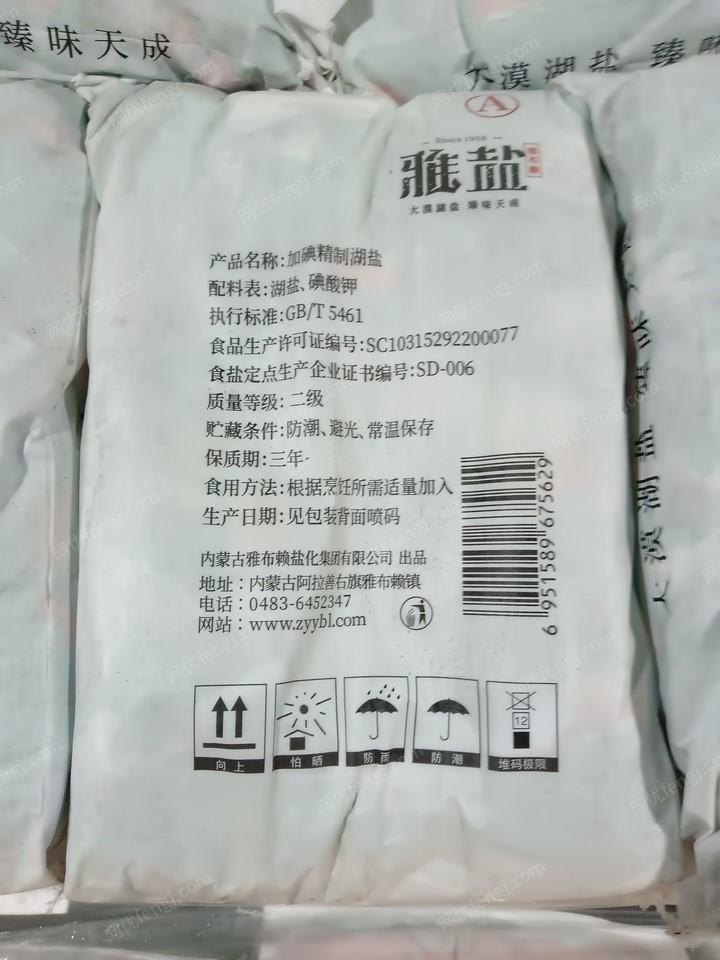 臻味天成
大漠湖盐 臻味
A
Since 1968
雅盐
大漠湖盐 臻味天成
产品名称:加碘精制湖盐
配料表:湖盐、碘酸钾
执行标准:GB/T 5461
食品生产许可证编号:SC10315292200077
食盐定点生产企业证书编号:SD-006
质量等级:二级
贮藏条件:防潮、避光、常温保存
保质期:三年
食用方法:根据烹饪所需适量加入
生产日期:见包装背面喷码
6 951589 675629
内蒙古雅布赖盐化集团有限公司 出品
地址:内蒙古阿拉善右旗雅布赖镇
电话:0483-6452347
网站:www.zyybl.com
向上
怕晒
防雨
防潮
12
堆码极限
大漠湖盐